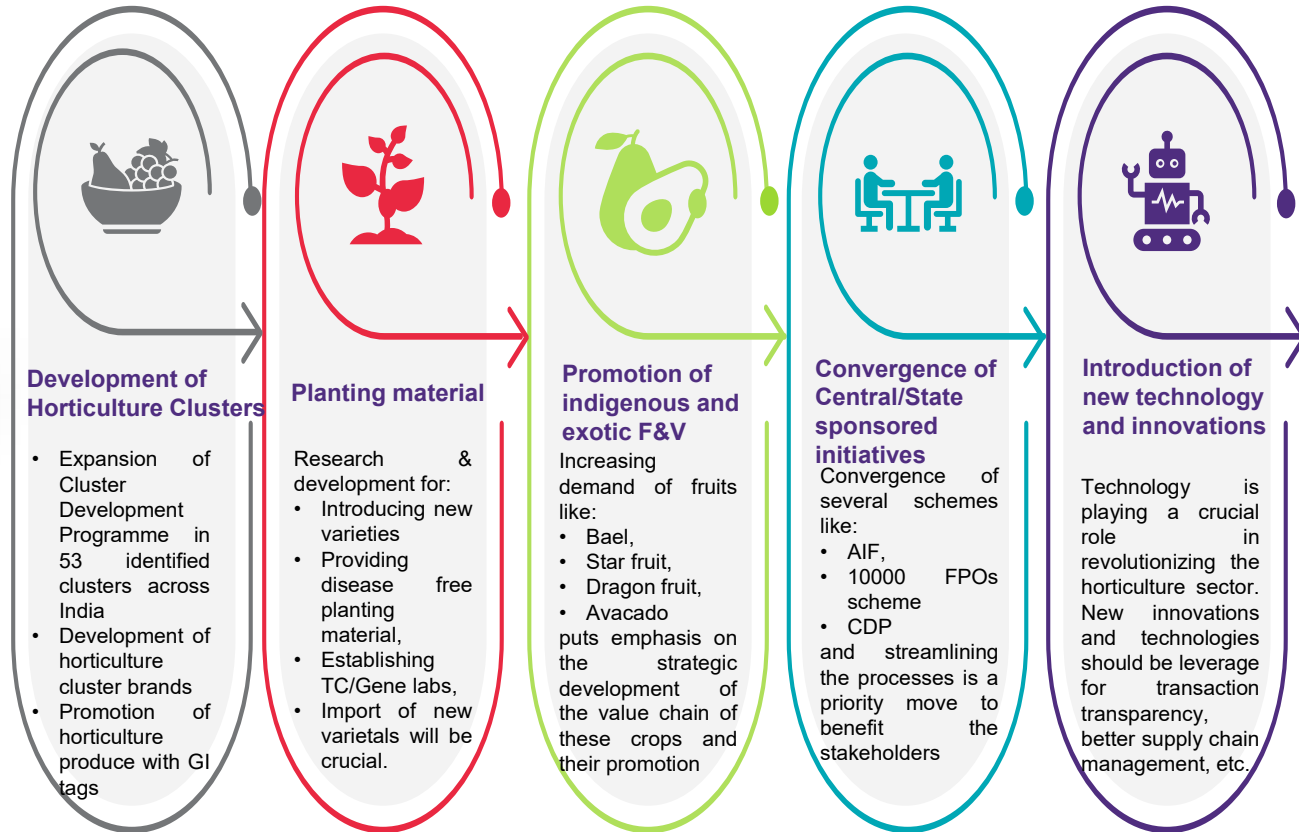 Development of
Horticulture Clusters
• Expansion of
Cluster
Development
Programme in
53 identified
clusters across
India
• Development of
horticulture
cluster brands
• Promotion of
horticulture
produce with GI
tags
Planting material
Research &
development for:
• Introducing new
varieties
• Providing
disease free
planting
material,
• Establishing
TC/Gene labs,
• Import of new
varietals will be
crucial.
Promotion of
indigenous and
exotic F&V
Increasing
demand of fruits
like:
• Bael,
• Star fruit,
• Dragon fruit,
• Avacado
puts emphasis on
the strategic
development of
the value chain of
these crops and
their promotion
Convergence of
Central/State
sponsored
initiatives
Convergence of
several schemes
like:
• AIF,
• 10000 FPOs
scheme
• CDP
and streamlining
the processes is a
priority move to
benefit the
stakeholders
Introduction of
new technology
and innovations
Technology is
playing a crucial
role in
revolutionizing the
horticulture sector.
New innovations
and technologies
should be leverage
for transaction
transparency,
better supply chain
management, etc.